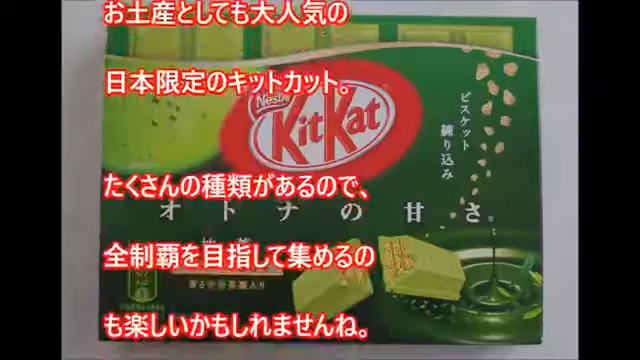 お土産としても大人気の
日本限定のキットカット。
Nestlé
KitKat
ビスケット
練り込み
たくさんの種類があるので、
オトナの甘さ
全制覇を目指して集めるの
も楽しいかもしれませんね。